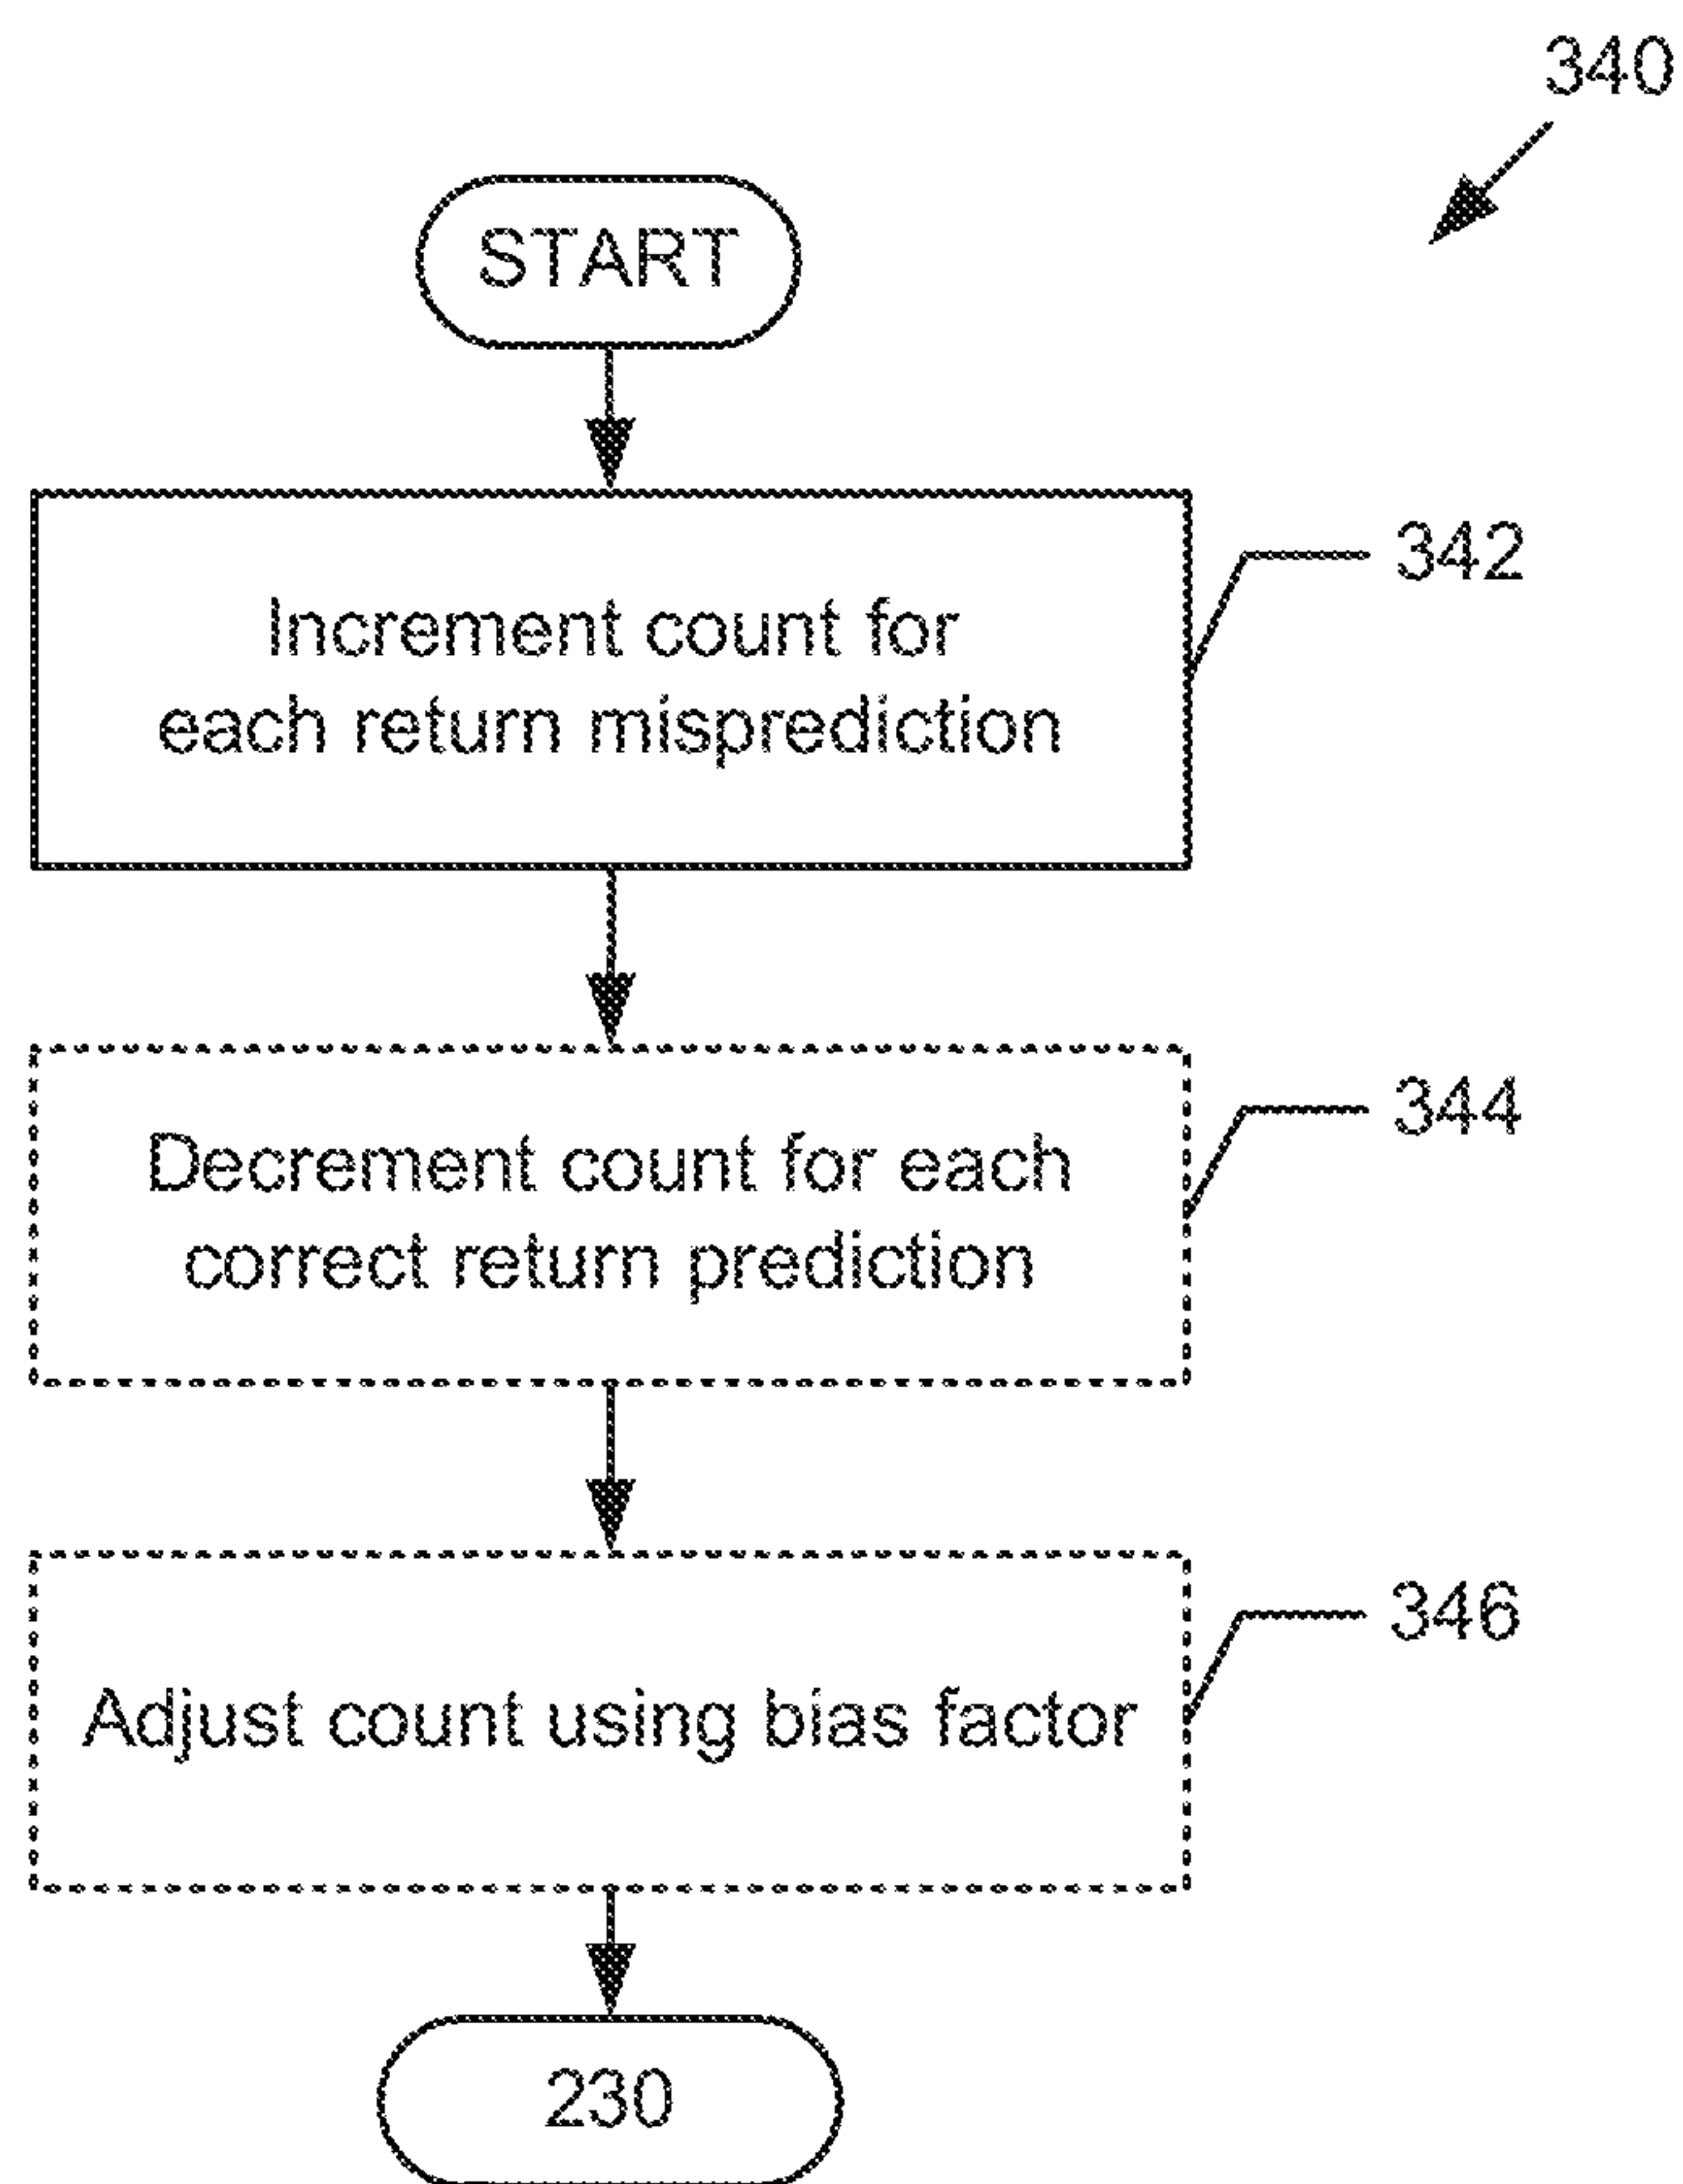 340
START
Increment count for
each return misprediction
342
Decrement count for each
correct return prediction
344
Adjust count using bias factor
346
230